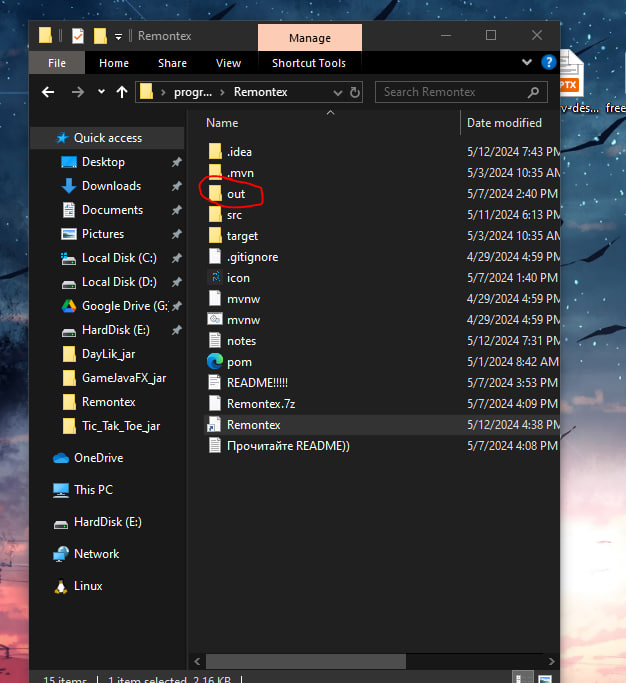 Remontex
Manage
File Home Share View Shortcut Tools
progr... Remontex
Search Remontex
Name Date modified
Quick access
Desktop
Downloads
Documents
Pictures
Local Disk (C:)
Local Disk (D:)
Google Drive (G:
HardDisk (E:)
DayLik_jar
GameJavaFX_jar
Remontex
Tic_Tak_Toe_jar
OneDrive
This PC
HardDisk (E:)
Network
Linux
.idea 5/12/2024 7:43 PM
.mvn 5/3/2024 10:35 AM
out 5/7/2024 2:40 PM
src 5/11/2024 6:13 PM
target 5/3/2024 10:35 AM
.gitignore 4/29/2024 4:59 PM
icon 5/7/2024 1:40 PM
mvnw 4/29/2024 4:59 PM
mvnw 4/29/2024 4:59 PM
notes 5/12/2024 7:31 PM
pom 5/1/2024 8:42 AM
README!!!!! 5/7/2024 3:53 PM
Remontex.7z 5/7/2024 4:09 PM
Remontex 5/12/2024 4:38 PM
Прочитайте README)) 5/7/2024 4:08 PM
15 items 1 item selected 2.16 KB
PTX
v-des...
free